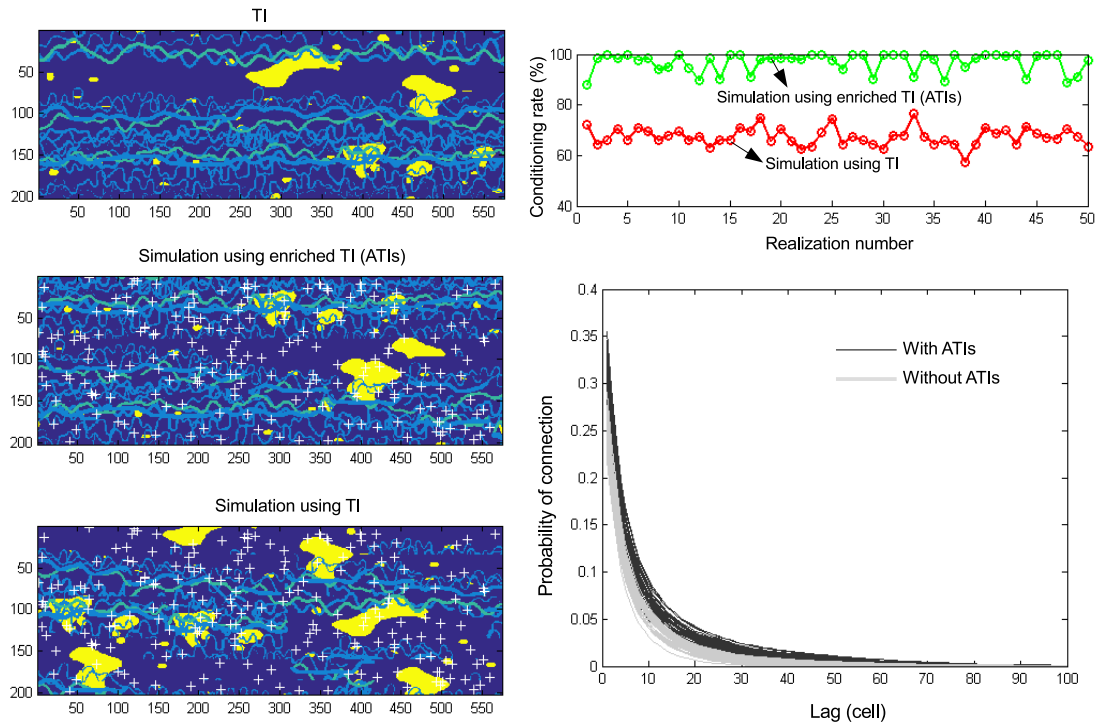 TI
50
100
150
200
50 100 150 200 250 300 350 400 450 500 550
Simulation using enriched TI (ATIs)
50
100
150
200
50 100 150 200 250 300 350 400 450 500 550
Simulation using TI
50
100
150
200
50 100 150 200 250 300 350 400 450 500 550
Conditioning rate (%)
100
80
60
40
Simulation using enriched TI (ATIs)
Simulation using TI
0 5 10 15 20 25 30 35 40 45 50
Realization number
Probability of connection
0.4
0.35
0.3
0.25
0.2
0.15
0.1
0.05
0
With ATIs
Without ATIs
0 10 20 30 40 50 60 70 80 90 100
Lag (cell)